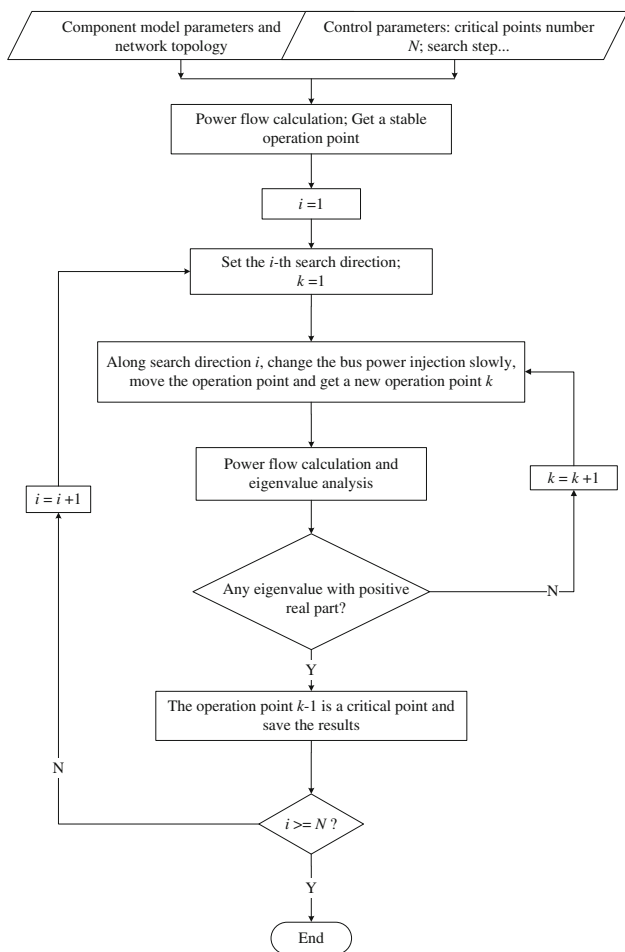 Component model parameters and
network topology
Control parameters: critical points number
N; search step...
Power flow calculation; Get a stable
operation point
i =1
Set the i-th search direction;
k =1
Along search direction i, change the bus power injection slowly,
move the operation point and get a new operation point k
Power flow calculation and
eigenvalue analysis
i = i +1
k = k +1
Any eigenvalue with positive
real part?
N
Y
The operation point k-1 is a critical point and
save the results
N
i >= N ?
Y
End